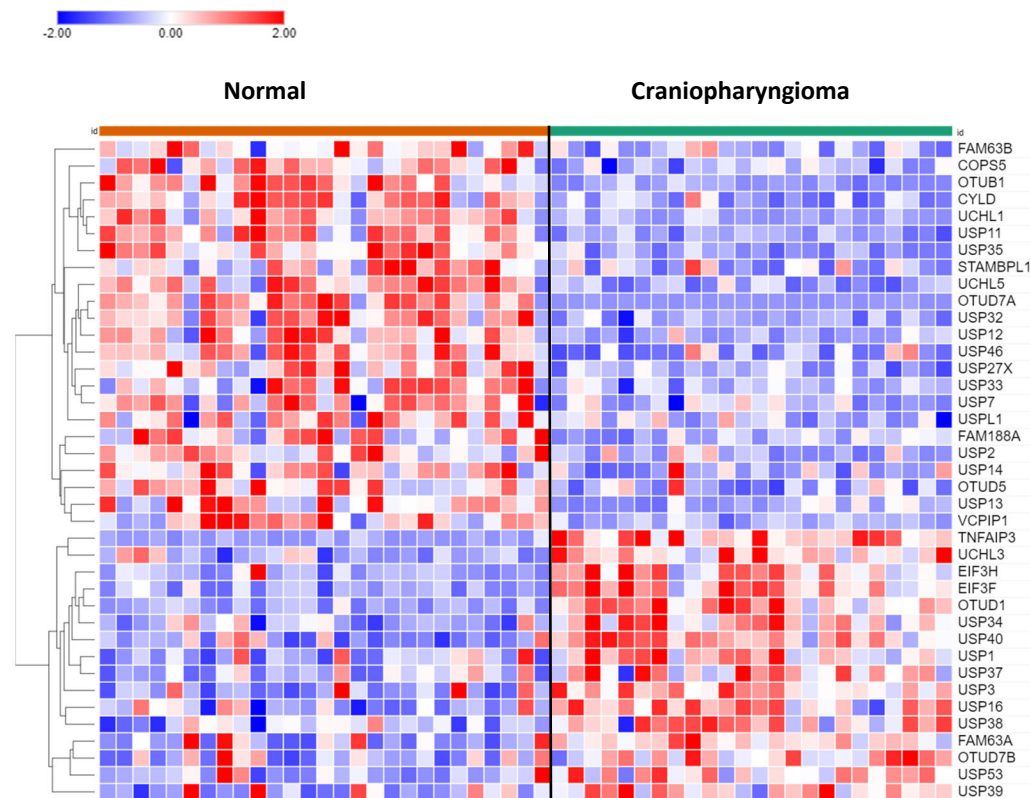 -2.00 0.00 2.00
Normal Craniopharyngioma
id id
FAM63B
COPS5
OTUB1
CYLD
UCHL1
USP11
USP35
STAMBPL1
UCHL5
OTUD7A
USP32
USP12
USP46
USP27X
USP33
USP7
USPL1
FAM188A
USP2
USP14
OTUD5
USP13
VCPIP1
TNFAIP3
UCHL3
EIF3H
EIF3F
OTUD1
USP34
USP40
USP1
USP37
USP3
USP16
USP38
FAM63A
OTUD7B
USP53
USP39